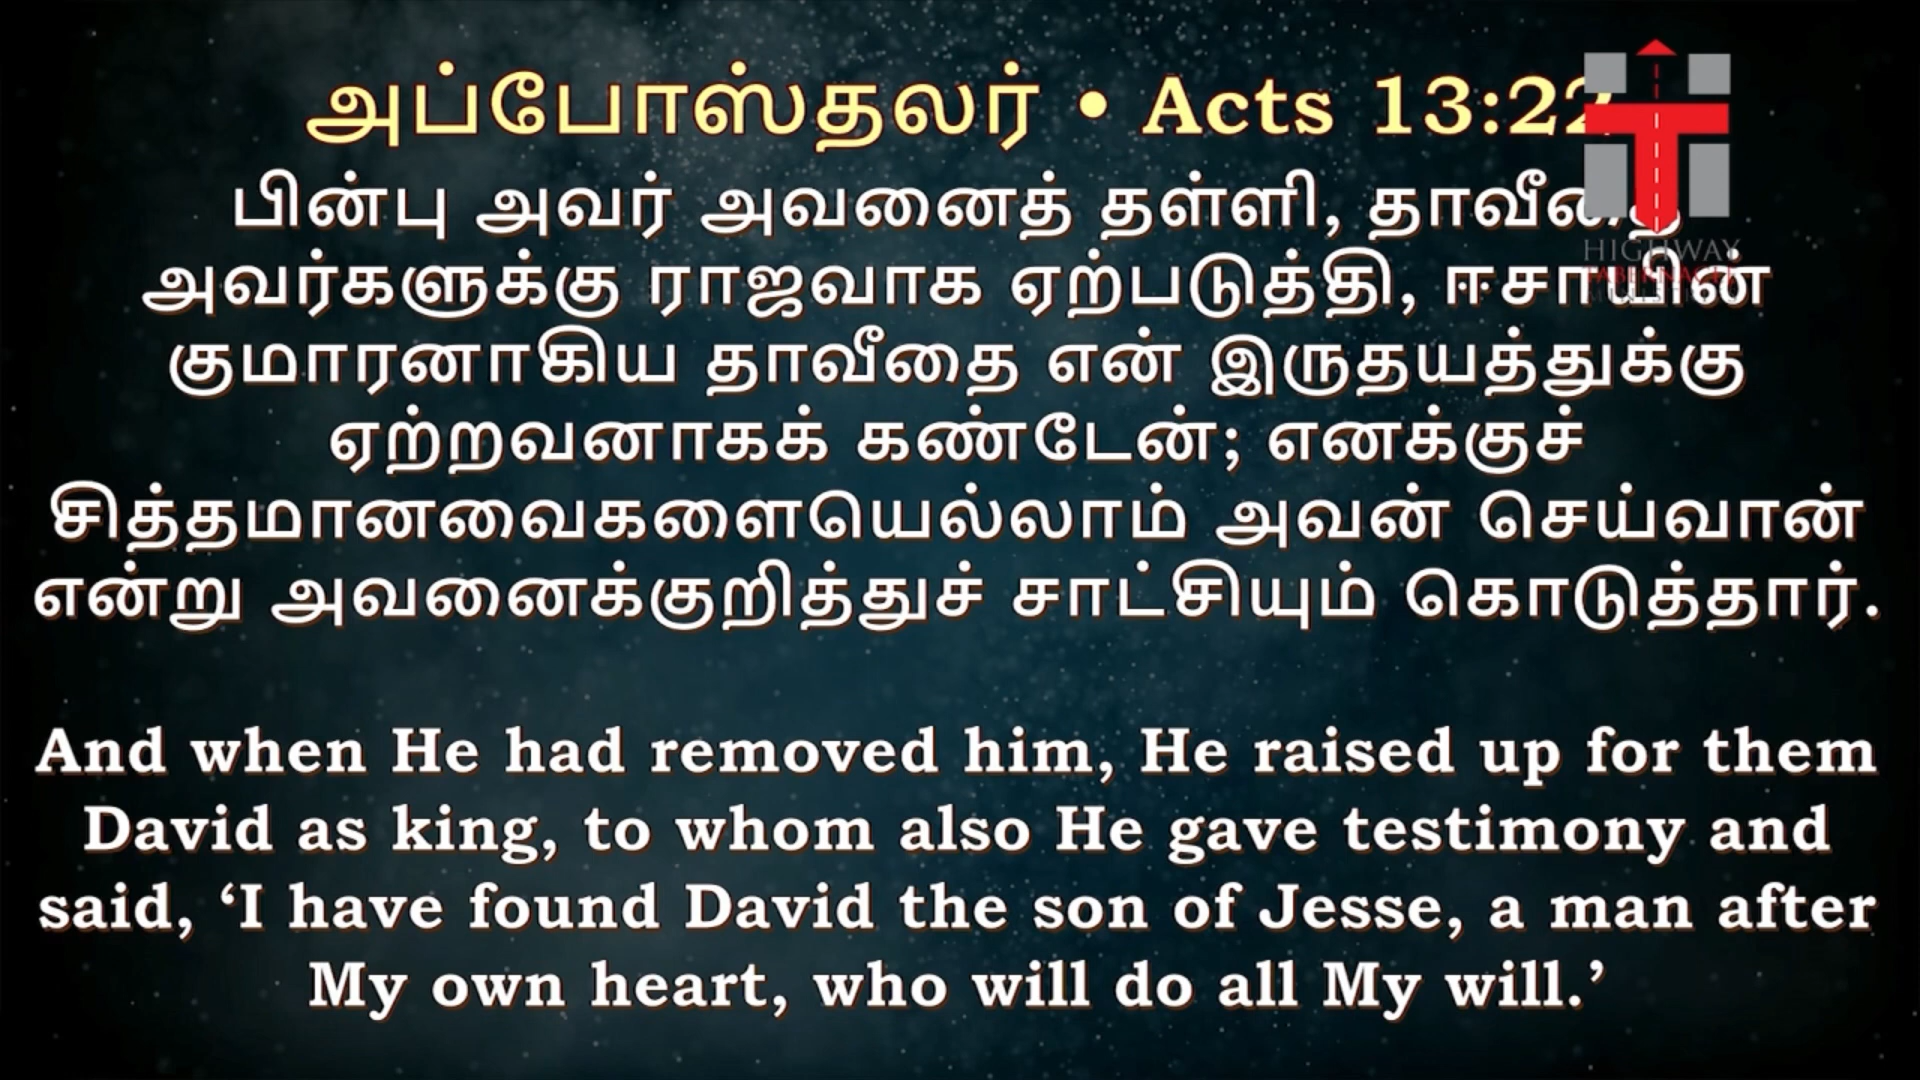 அப்போஸ்தலர் • Acts 13:22
பின்பு அவர் அவனைத் தள்ளி, தாவீதை
அவர்களுக்கு ராஜவாக ஏற்படுத்தி, ஈசாயின்
குமாரனாகிய தாவீதை என் இருதயத்துக்கு
ஏற்றவனாகக் கண்டேன்; எனக்குச்
சித்தமானவைகளையெல்லாம் அவன் செய்வான்
என்று அவனைக்குறித்துச் சாட்சியும் கொடுத்தார்.
And when He had removed him, He raised up for them
David as king, to whom also He gave testimony and
said, ‘I have found David the son of Jesse, a man after
My own heart, who will do all My will.’
HIGHWAY
TABERNACLE